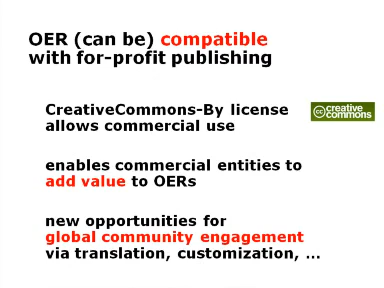 OER (can be) compatible
with for-profit publishing
CreativeCommons-By license
allows commercial use
cc creative
commons
enables commercial entities to
add value to OERs
new opportunities for
global community engagement
via translation, customization, ...